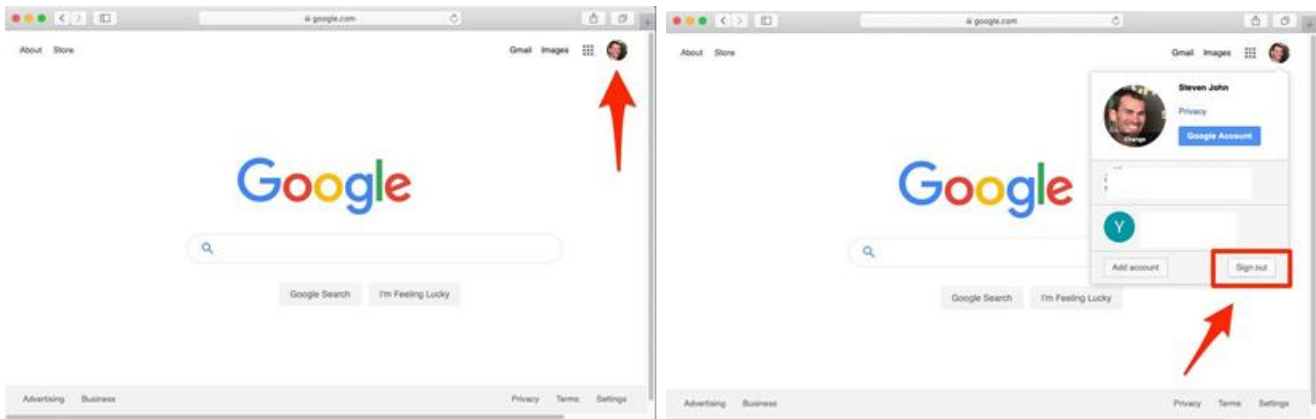 google.com
About Store
Gmail Images
Google
Google Search I'm Feeling Lucky
Advertising Business
Privacy Terms Settings
google.com
About Store
Gmail Images
Steven John
Privacy
Change
Google Account
Y
Add account
Sign out
Google
Google Search I'm Feeling Lucky
Advertising Business
Privacy Terms Settings